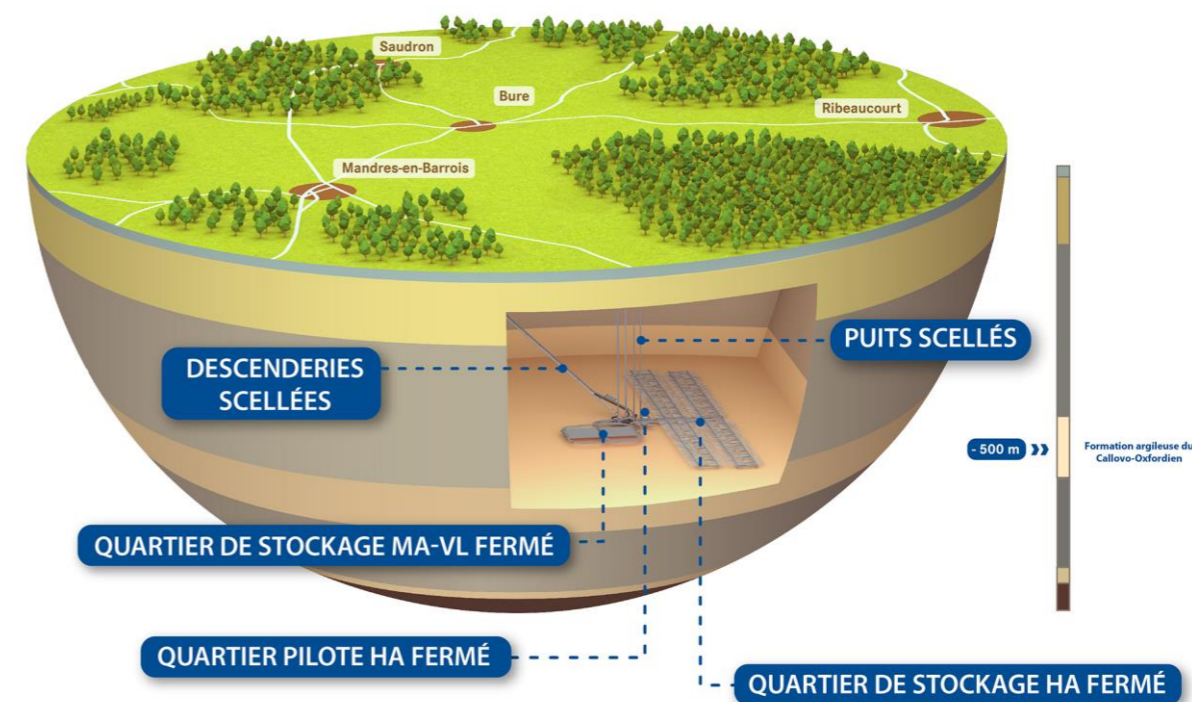 Saudron
Bure
Ribeaucourt
Mandres-en-Barrois
PUITS SCELLÉS
DESCENDERIES
SCELLÉES
- 500 m
Formation argileuse du
Callovo-Oxfordien
QUARTIER DE STOCKAGE MA-VL FERMÉ
QUARTIER PILOTE HA FERMÉ
QUARTIER DE STOCKAGE HA FERMÉ